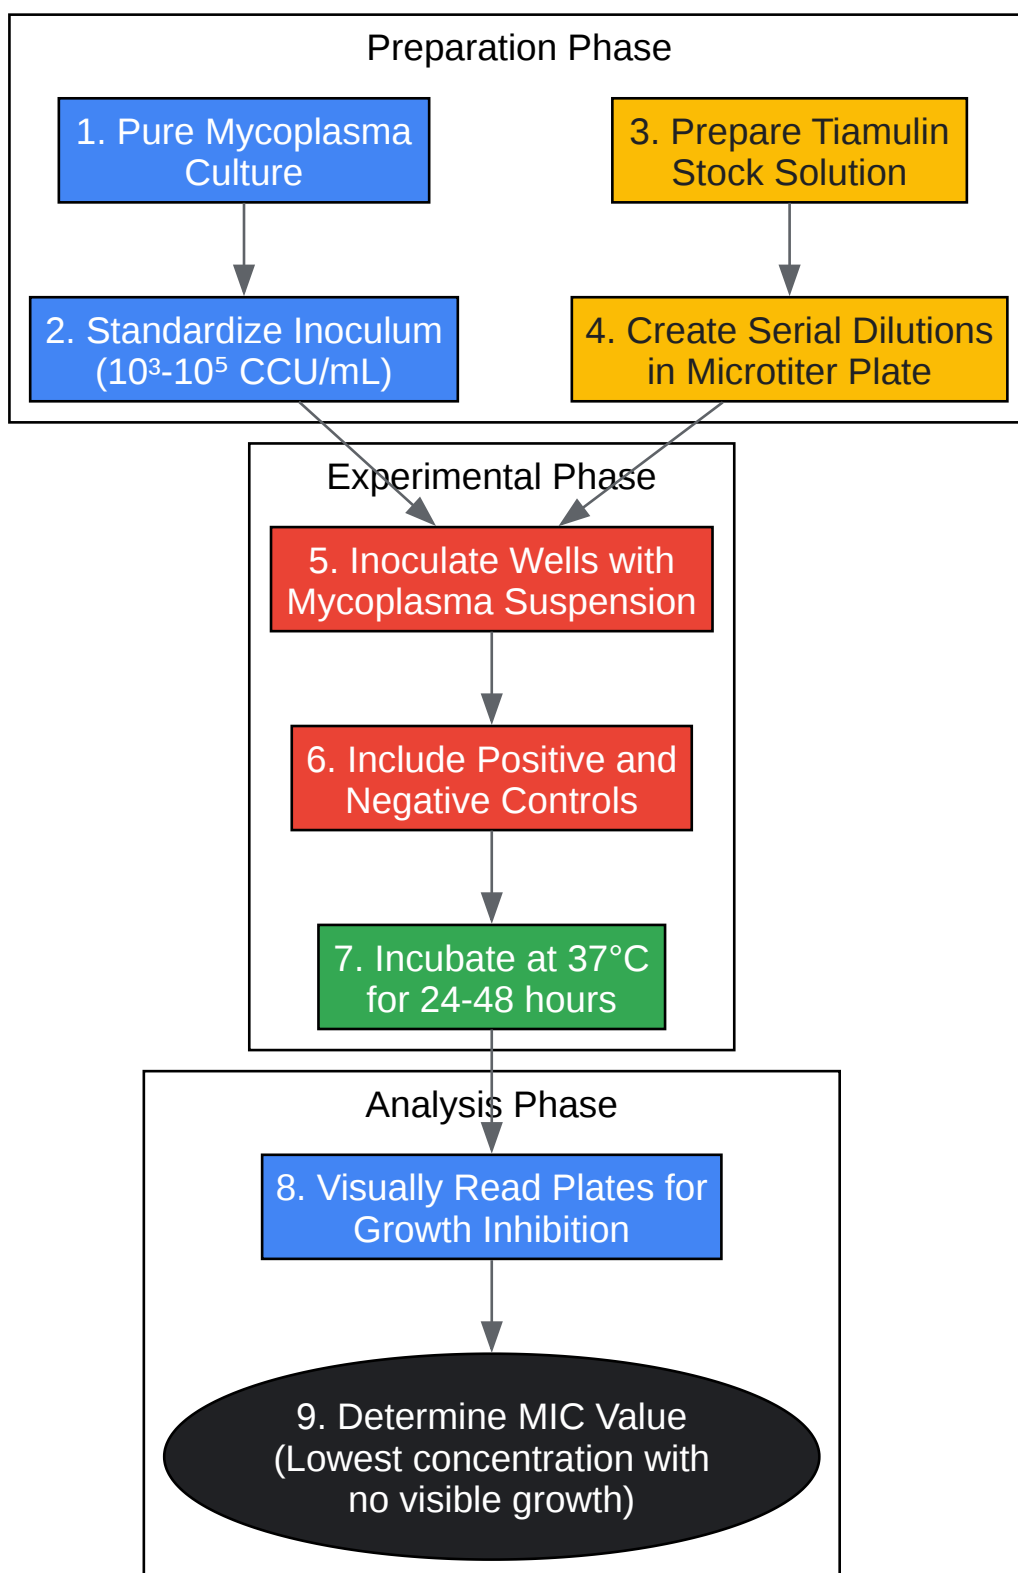 Preparation Phase
1. Pure Mycoplasma
Culture
2. Standardize Inoculum
(10³-10⁵ CCU/mL)
3. Prepare Tiamulin
Stock Solution
4. Create Serial Dilutions
in Microtiter Plate
Experimental Phase
5. Inoculate Wells with
Mycoplasma Suspension
6. Include Positive and
Negative Controls
7. Incubate at 37°C
for 24-48 hours
Analysis Phase
8. Visually Read Plates for
Growth Inhibition
9. Determine MIC Value
(Lowest concentration with
no visible growth)